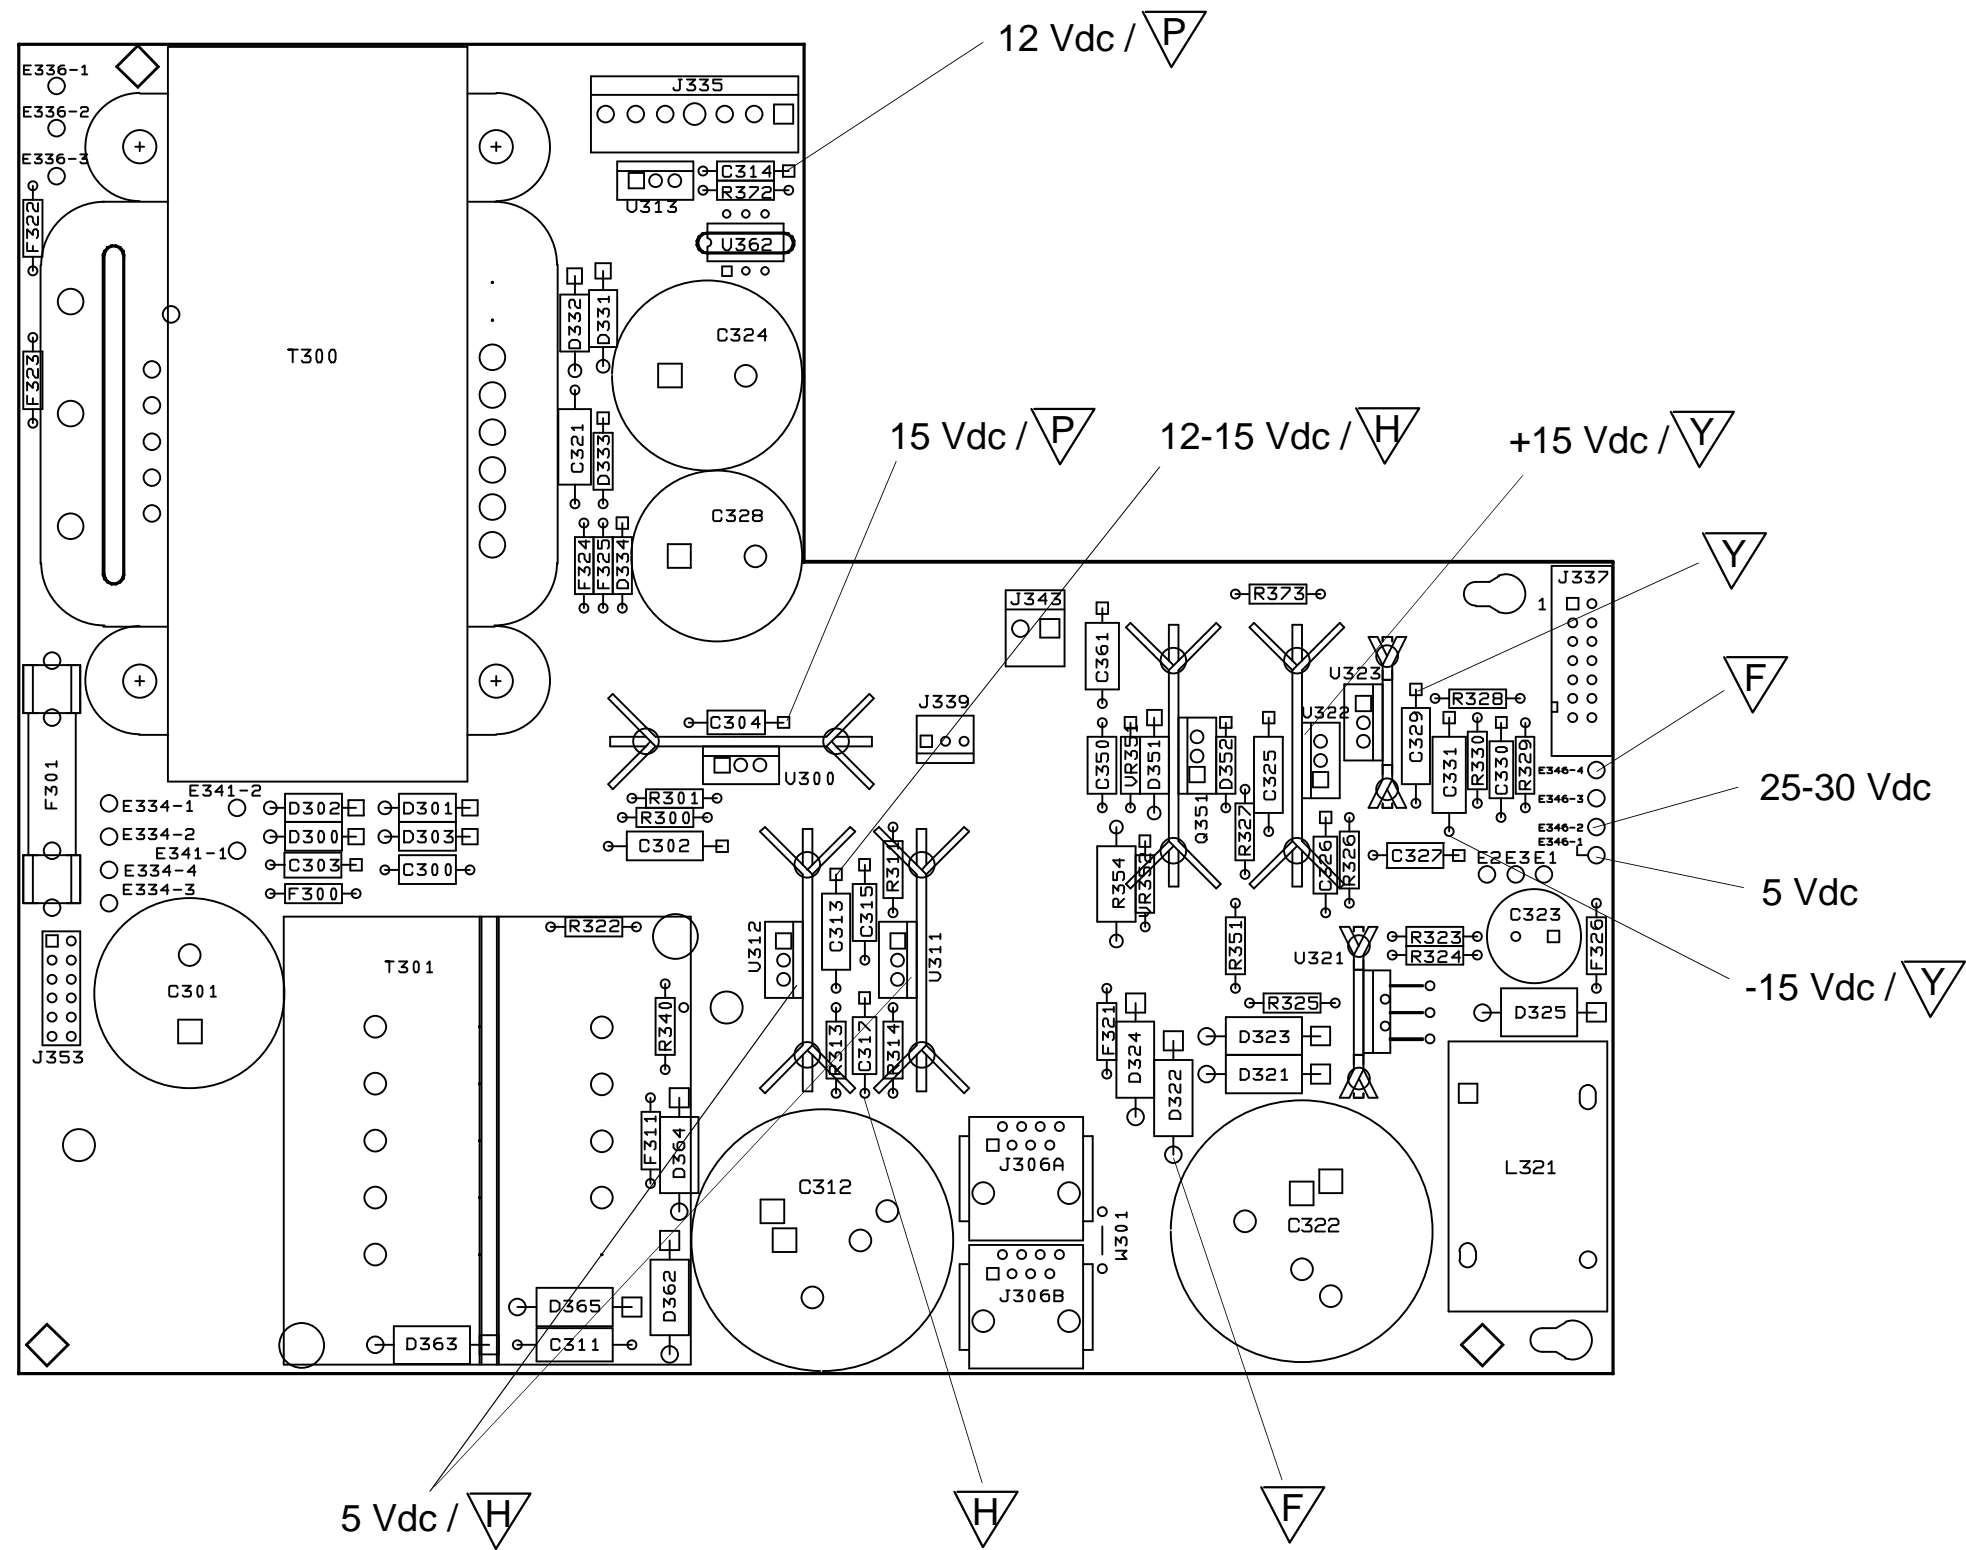 12 Vdc / P
E336-1
J335
E336-2
E336-3
C314
R372
U313
F322
U362
D332
D331
C324
T300
F323
15 Vdc / P
12-15 Vdc / H
+15 Vdc / Y
C321
D333
C328
Y
F324
F325
D334
J337
1
J343
R373
C361
F
U323
R328
J339
C304
U322
C329
C350
VR351
D351
D352
C325
C331
R330
C330
R329
E346-4
25-30 Vdc
E346-3
F301
U300
E341-2
R301
E334-1
D302
D301
R300
Q351
R327
E346-2
E346-1
E334-2
D300
D303
C302
E341-1
C303
C300
E334-4
E334-3
F300
R311
C326
R326
C327
E2
E3
E1
5 Vdc
R354
VR352
C313
C315
C323
R322
U312
U311
R351
U321
R323
R324
F326
T301
C301
-15 Vdc / Y
R325
D325
J353
R340
R313
C317
R314
F321
D324
D323
D321
D322
F311
D364
J306A
L321
C312
C322
W301
D362
J306B
D365
D363
C311
5 Vdc / H
H
F